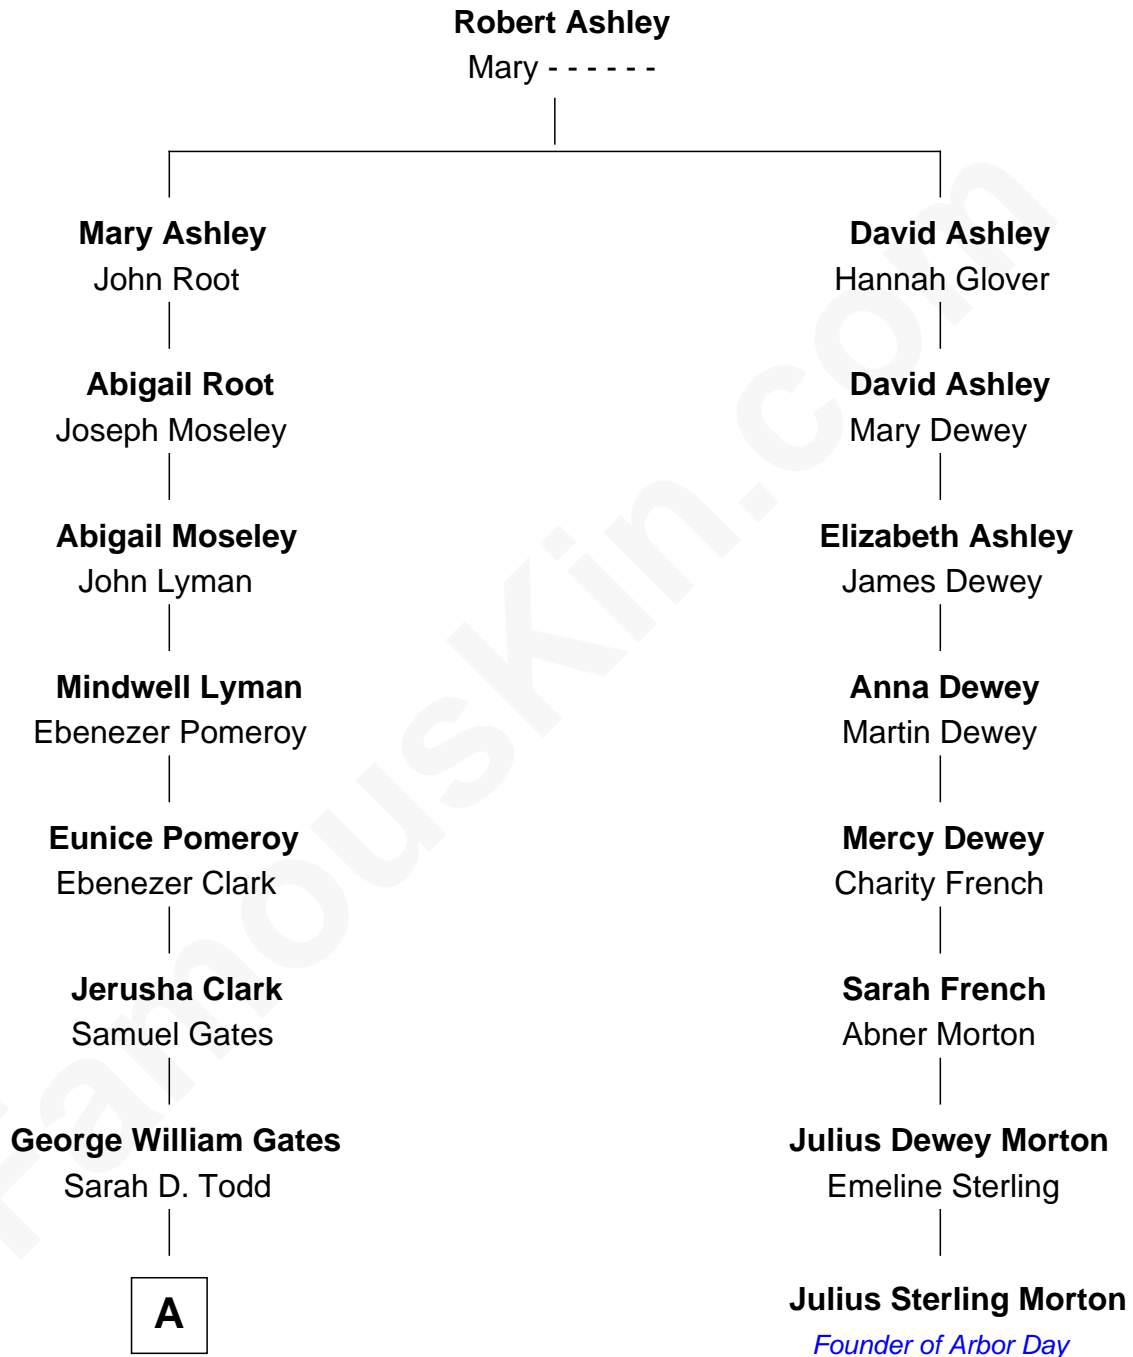 Robert Ashley
Mary - - - - - -
Mary Ashley
John Root
David Ashley
Hannah Glover
Abigail Root
Joseph Moseley
David Ashley
Mary Dewey
Abigail Moseley
John Lyman
Elizabeth Ashley
James Dewey
Mindwell Lyman
Ebenezer Pomeroy
Anna Dewey
Martin Dewey
Eunice Pomeroy
Ebenezer Clark
Mercy Dewey
Charity French
Jerusha Clark
Samuel Gates
Sarah French
Abner Morton
George William Gates
Sarah D. Todd
Julius Dewey Morton
Emeline Sterling
A
Julius Sterling Morton
Founder of Arbor Day
FamousKin.com